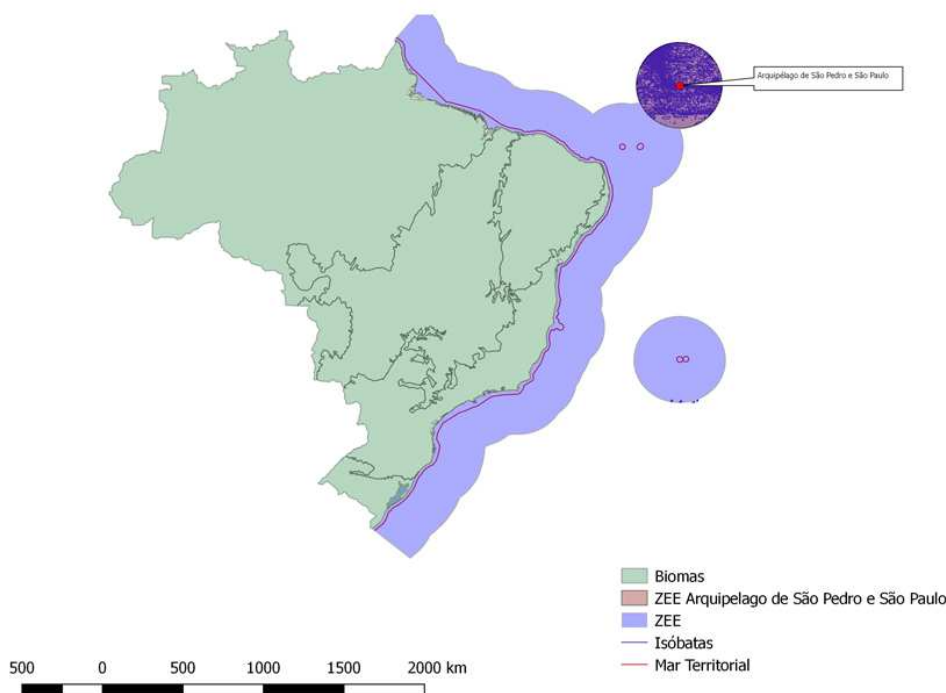 Arquipélago de São Pedro e São Paulo
Biomas
ZEE Arquipelago de São Pedro e São Paulo
ZEE
Isóbatas
Mar Territorial
500 0 500 1000 1500 2000 km